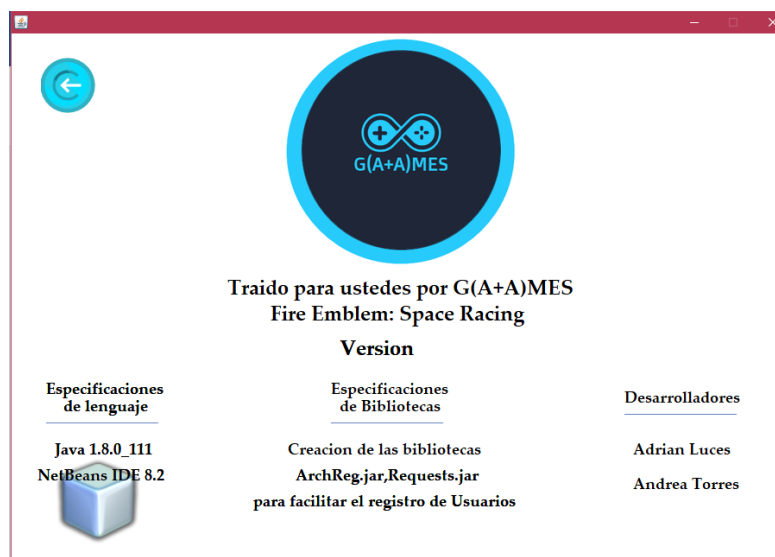 G(A+A)MES
Traido para ustedes por G(A+A)MES
Fire Emblem: Space Racing
Version
Especificaciones
de lenguaje
Java 1.8.0_111
NetBeans IDE 8.2
Especificaciones
de Bibliotecas
Creacion de las bibliotecas
ArchReg.jar,Requests.jar
para facilitar el registro de Usuarios
Desarrolladores
Adrian Luces
Andrea Torres